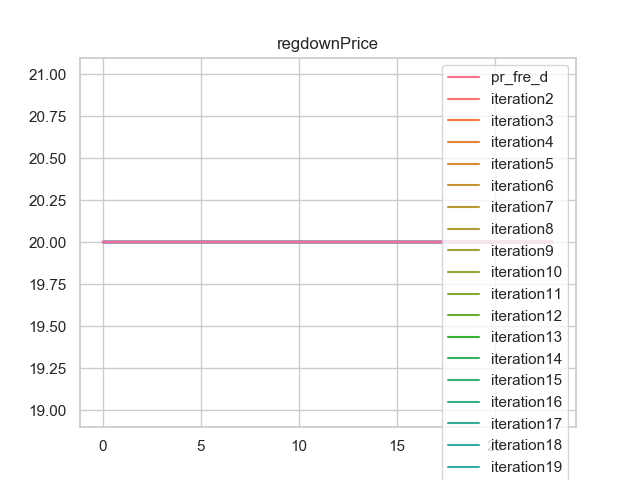 regdownPrice
21.00
20.75
20.50
20.25
20.00
19.75
19.50
19.25
19.00
0
5
10
15
pr_fre_d
iteration2
iteration3
iteration4
iteration5
iteration6
iteration7
iteration8
iteration9
iteration10
iteration11
iteration12
iteration13
iteration14
iteration15
iteration16
iteration17
iteration18
iteration19